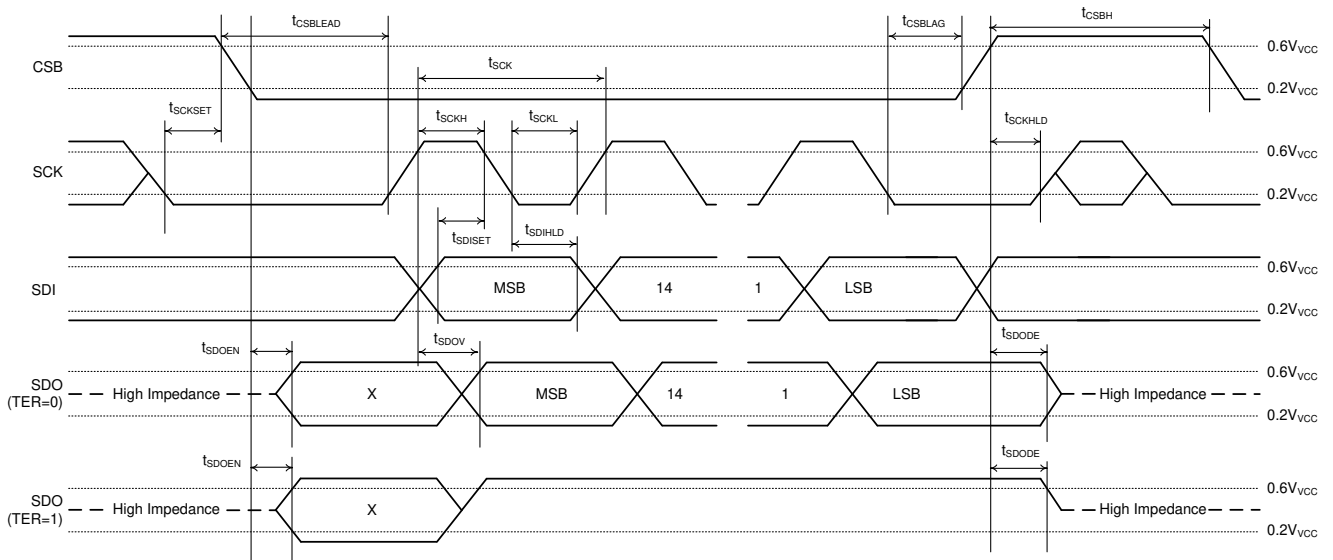 tCSBLEAD
tCSBLAG
tCSBH
CSB
0.6VVCC
0.2VVCC
tSCK
tSCKSET
tSCKH
tSCKL
tSCKHLD
SCK
0.6VVCC
0.2VVCC
tSDISET
tSDIHLD
SDI
MSB
14
1
LSB
0.6VVCC
0.2VVCC
tSDOEN
tSDOV
tSDODE
SDO
(TER=0)
High Impedance
X
MSB
14
1
LSB
High Impedance
0.6VVCC
0.2VVCC
tSDOEN
tSDODE
SDO
(TER=1)
High Impedance
X
High Impedance
0.6VVCC
0.2VVCC